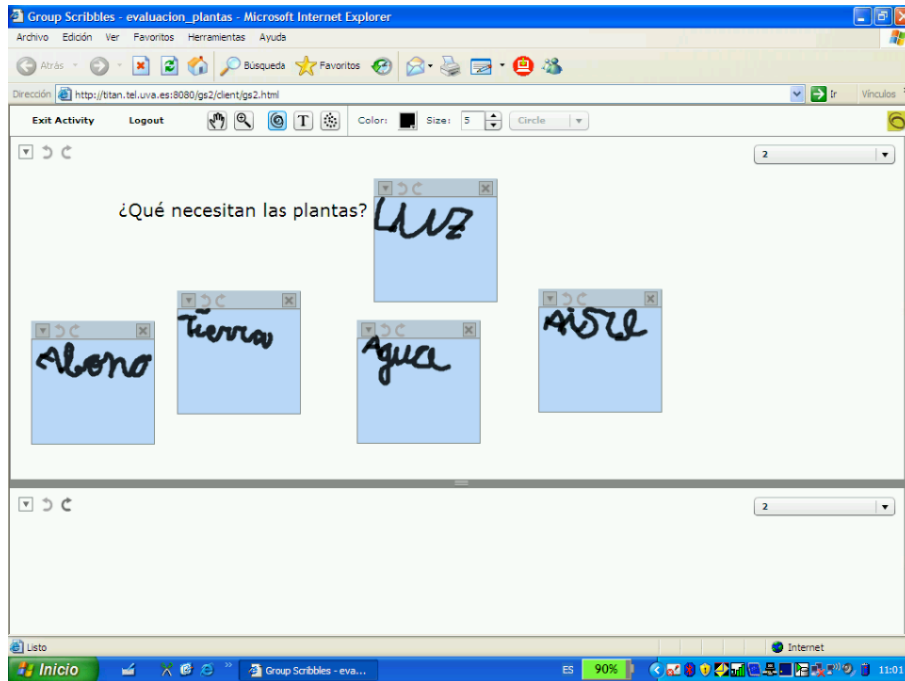 Group Scribbles - evaluacion_plantas - Microsoft Internet Explorer
Archivo Edición Ver Favoritos Herramientas Ayuda
Atrás Búsqueda Favoritos
Dirección http://titan.tel.uva.es:8080/gs2/client/gs2.html Ir Vínculos
Exit Activity Logout T Color: Size: 5 Circle
2
¿Qué necesitan las plantas?
LUZ
Tierra
Aire
Abono
Agua
2
Listo Internet
Inicio Group Scribbles - eva... ES 90% 11:01